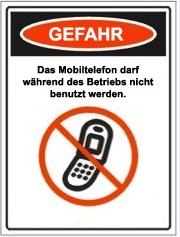 GEFAHR
Das Mobiltelefon darf
während des Betriebs nicht
benutzt werden.